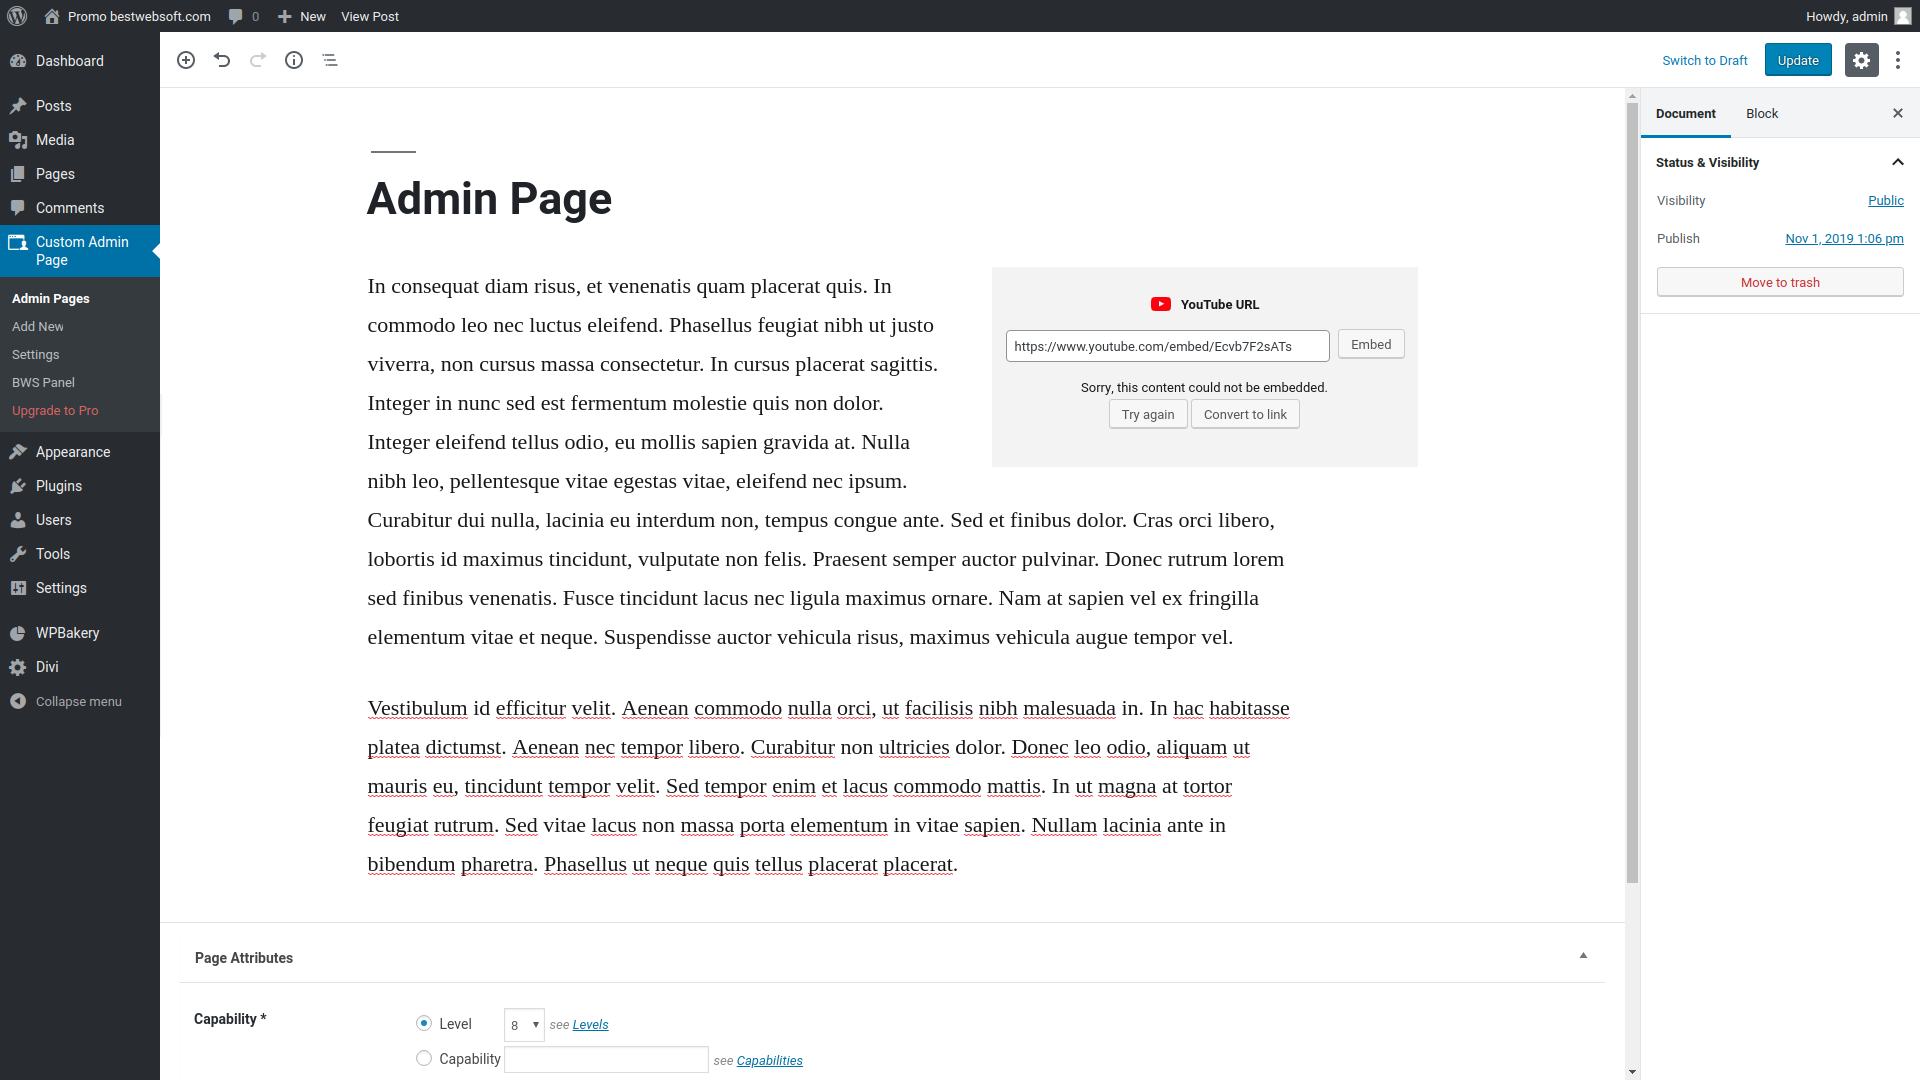 Promo bestwebsoft.com 0 New View Post Howdy, admin
Dashboard
Posts
Media
Pages
Comments
Custom Admin
Page
Admin Pages
Add New
Settings
BWS Panel
Upgrade to Pro
Appearance
Plugins
Users
Tools
Settings
WPBakery
Divi
Collapse menu
Switch to Draft Update
Admin Page
In consequat diam risus, et venenatis quam placerat quis. In
commodo leo nec luctus eleifend. Phasellus feugiat nibh ut justo
viverra, non cursus massa consectetur. In cursus placerat sagittis.
Integer in nunc sed est fermentum molestie quis non dolor.
Integer eleifend tellus odio, eu mollis sapien gravida at. Nulla
nibh leo, pellentesque vitae egestas vitae, eleifend nec ipsum.
Curabitur dui nulla, lacinia eu interdum non, tempus congue ante. Sed et finibus dolor. Cras orci libero,
lobortis id maximus tincidunt, vulputate non felis. Praesent semper auctor pulvinar. Donec rutrum lorem
sed finibus venenatis. Fusce tincidunt lacus nec ligula maximus ornare. Nam at sapien vel ex fringilla
elementum vitae et neque. Suspendisse auctor vehicula risus, maximus vehicula augue tempor vel.
YouTube URL
https://www.youtube.com/embed/Ecvb7F2sATs Embed
Sorry, this content could not be embedded.
Try again Convert to link
Vestibulum id efficitur velit. Aenean commodo nulla orci, ut facilisis nibh malesuada in. In hac habitasse
platea dictumst. Aenean nec tempor libero. Curabitur non ultricies dolor. Donec leo odio, aliquam ut
mauris eu, tincidunt tempor velit. Sed tempor enim et lacus commodo mattis. In ut magna at tortor
feugiat rutrum. Sed vitae lacus non massa porta elementum in vitae sapien. Nullam lacinia ante in
bibendum pharetra. Phasellus ut neque quis tellus placerat placerat.
Page Attributes
Capability *
Level 8 see Levels
Capability see Capabilities
Document Block
Status & Visibility
Visibility Public
Publish Nov 1, 2019 1:06 pm
Move to trash